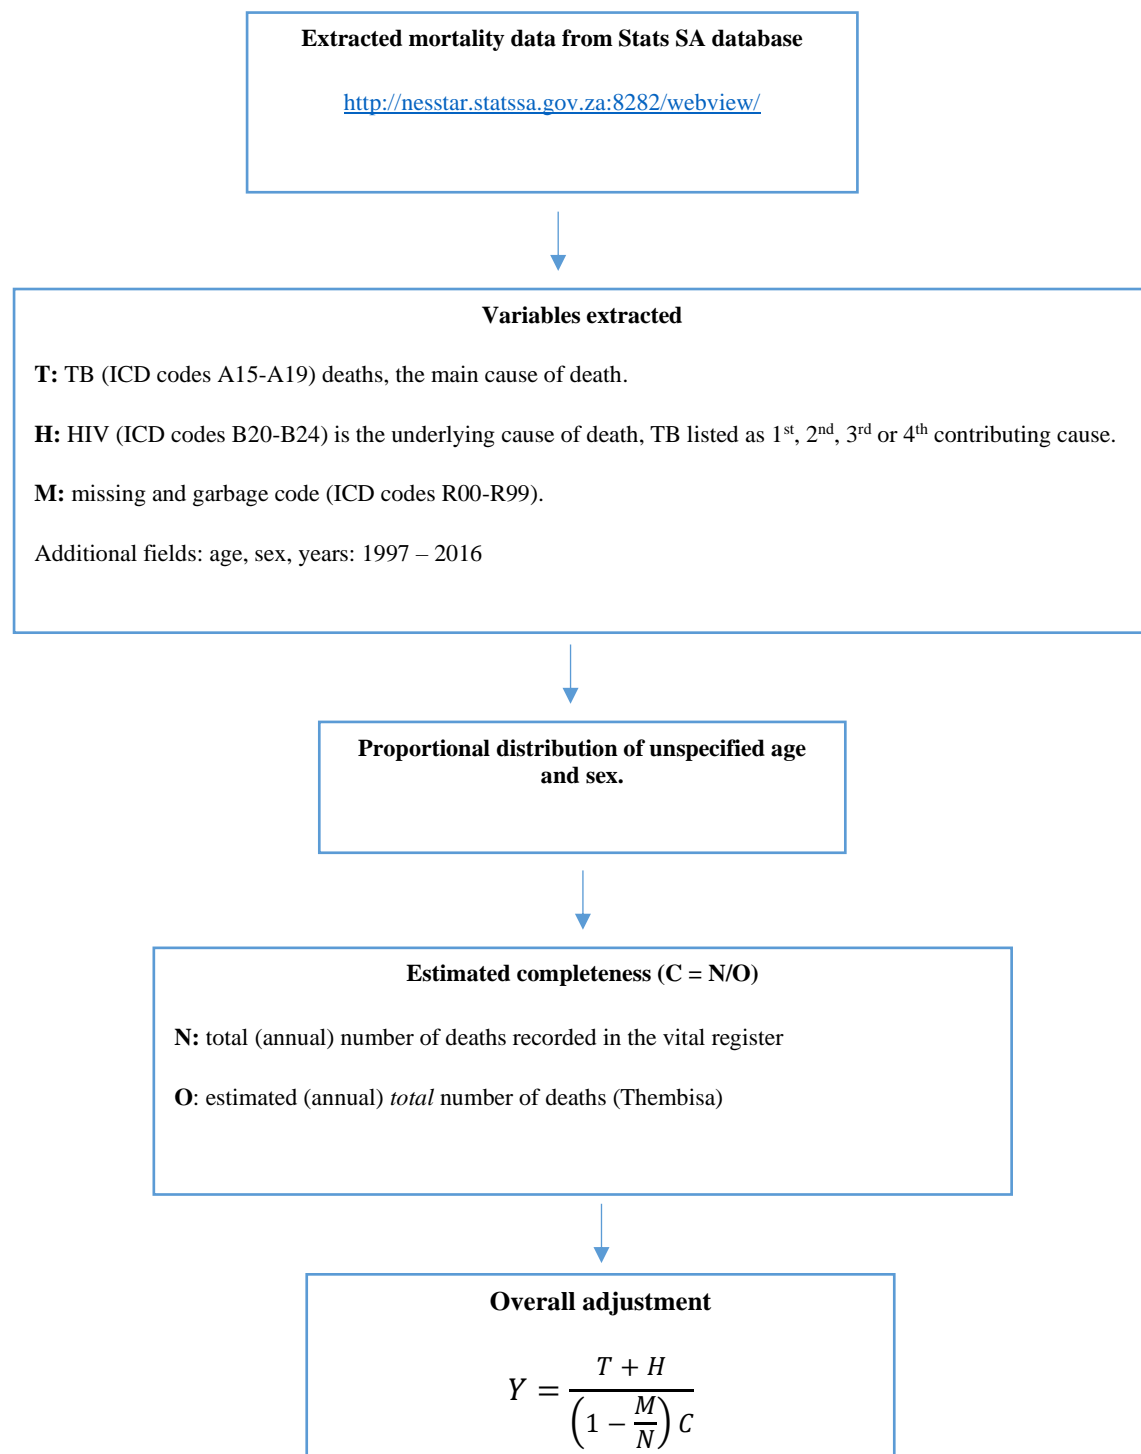 Extracted mortality data from Stats SA database
http://nesstar.statssa.gov.za:8282/webview/
Variables extracted
T: TB (ICD codes A15-A19) deaths, the main cause of death.
H: HIV (ICD codes B20-B24) is the underlying cause of death, TB listed as 1st, 2nd, 3rd or 4th contributing cause.
M: missing and garbage code (ICD codes R00-R99).
Additional fields: age, sex, years: 1997 – 2016
Proportional distribution of unspecified age
and sex.
Estimated completeness (C = N/O)
N: total (annual) number of deaths recorded in the vital register
O: estimated (annual) total number of deaths (Thembisa)
Overall adjustment
Y = \frac{T + H}{\left(1 - \frac{M}{N}\right) C}